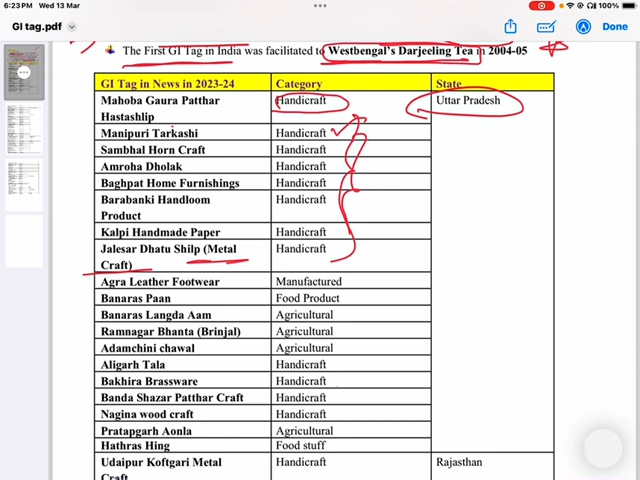 6:23 PM Wed 13 Mar
80%
GI tag.pdf
Done
The First GI Tag in India was facilitated to Westbengal's Darjeeling Tea in 2004-05
GI Tag in News in 2023-24 Category State
Mahoba Gaura Patthar Hastashlip Handicraft Uttar Pradesh
Manipuri Tarkashi Handicraft
Sambhal Horn Craft Handicraft
Amroha Dholak Handicraft
Baghpat Home Furnishings Handicraft
Barabanki Handloom Product Handicraft
Kalpi Handmade Paper Handicraft
Jalesar Dhatu Shilp (Metal Craft) Handicraft
Agra Leather Footwear Manufactured
Banaras Paan Food Product
Banaras Langda Aam Agricultural
Ramnagar Bhanta (Brinjal) Agricultural
Adamchini chawal Agricultural
Aligarh Tala Handicraft
Bakhira Brassware Handicraft
Banda Shazar Patthar Craft Handicraft
Nagina wood craft Handicraft
Pratapgarh Aonla Agricultural
Hathras Hing Food stuff
Udaipur Koftgari Metal Craft Handicraft Rajasthan